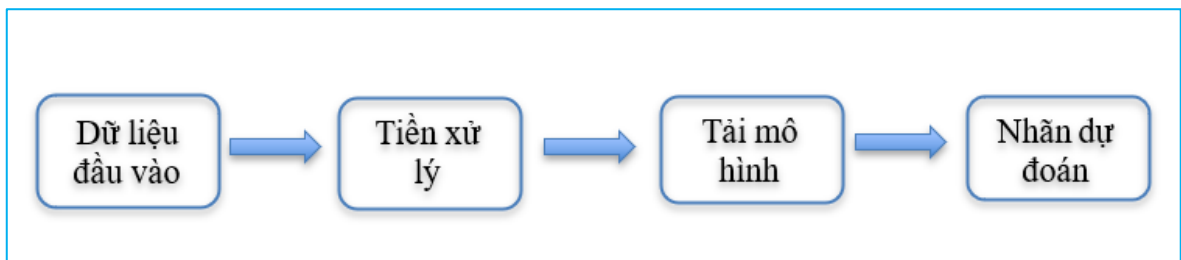 Dữ liệu
đầu vào
Tiền xử
lý
Tải mô
hình
Nhãn dự
đoán